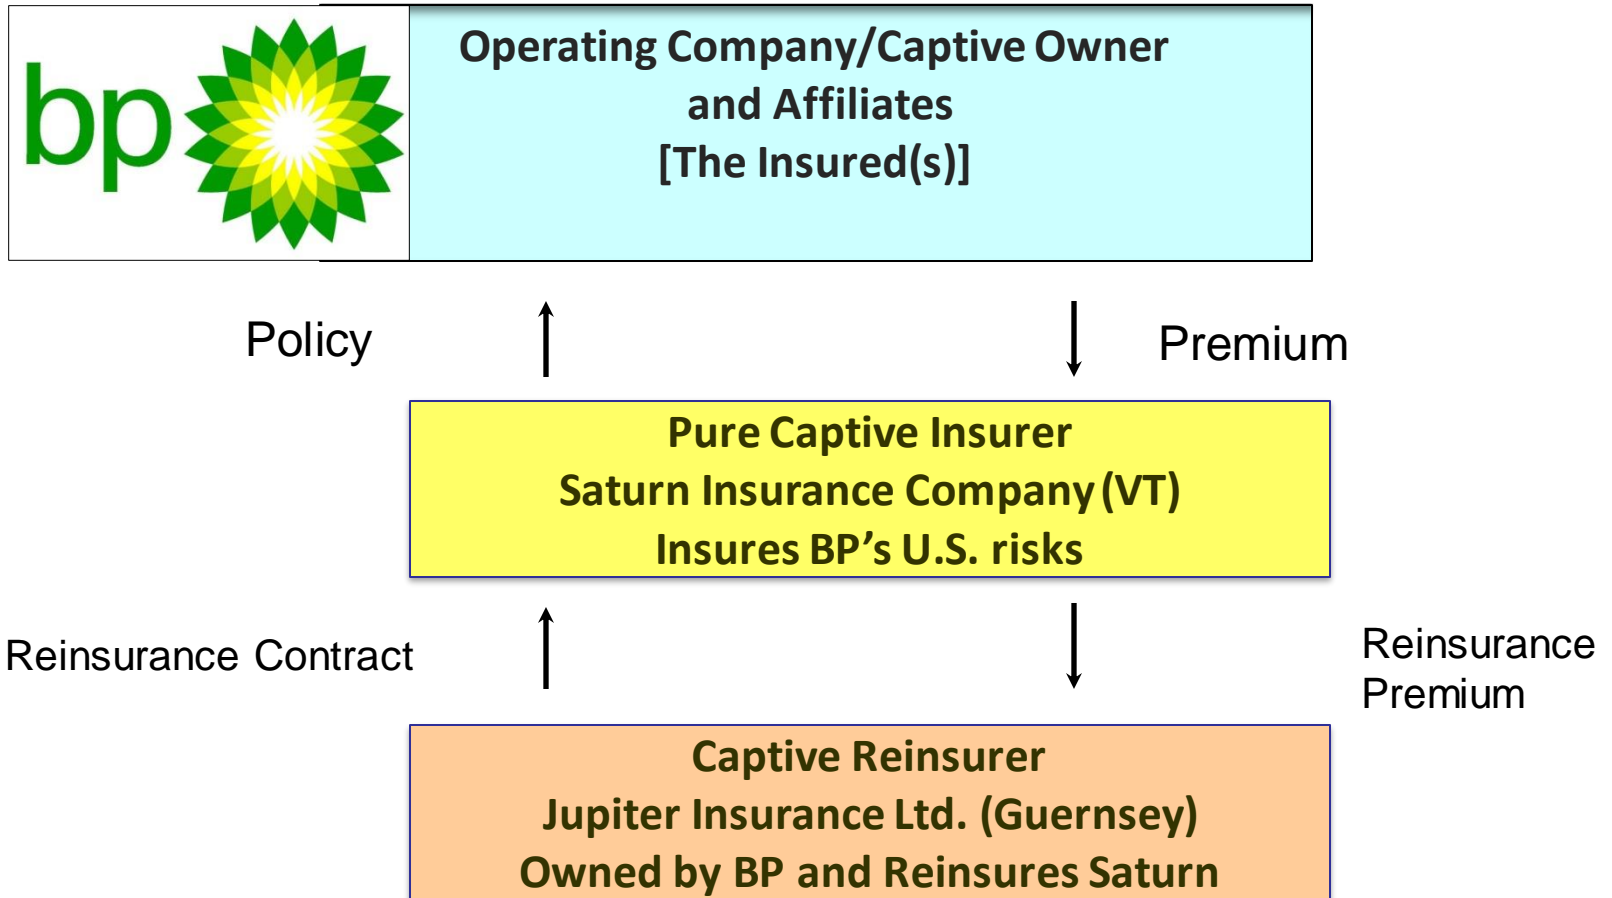 bp
Operating Company/Captive Owner
and Affiliates
[The Insured(s)]
Policy
Premium
Pure Captive Insurer
Saturn Insurance Company (VT)
Insures BP’s U.S. risks
Reinsurance Contract
Reinsurance
Premium
Captive Reinsurer
Jupiter Insurance Ltd. (Guernsey)
Owned by BP and Reinsures Saturn